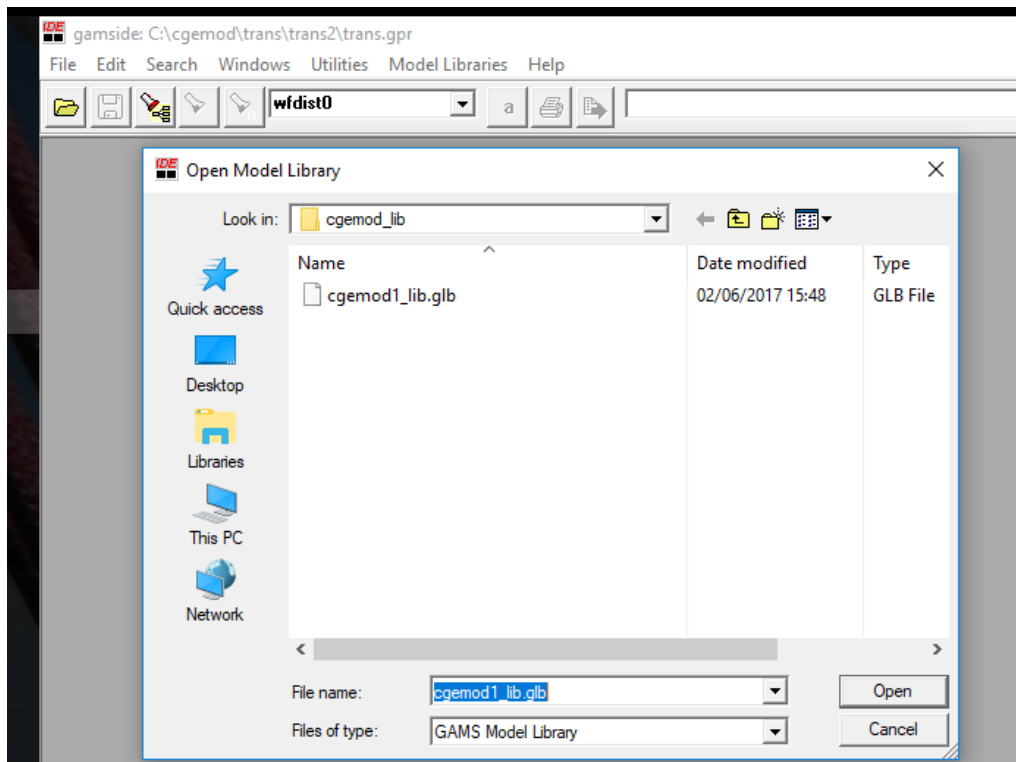 IDE gamside: C:\cgemod\trans\trans2\trans.gpr
File Edit Search Windows Utilities Model Libraries Help
wfdist0 a
IDE Open Model Library
Look in: cgemod_lib
Name Date modified Type
cgemod1_lib.glb 02/06/2017 15:48 GLB File
Quick access
Desktop
Libraries
This PC
Network
File name: cgemod1_lib.glb Open
Files of type: GAMS Model Library Cancel